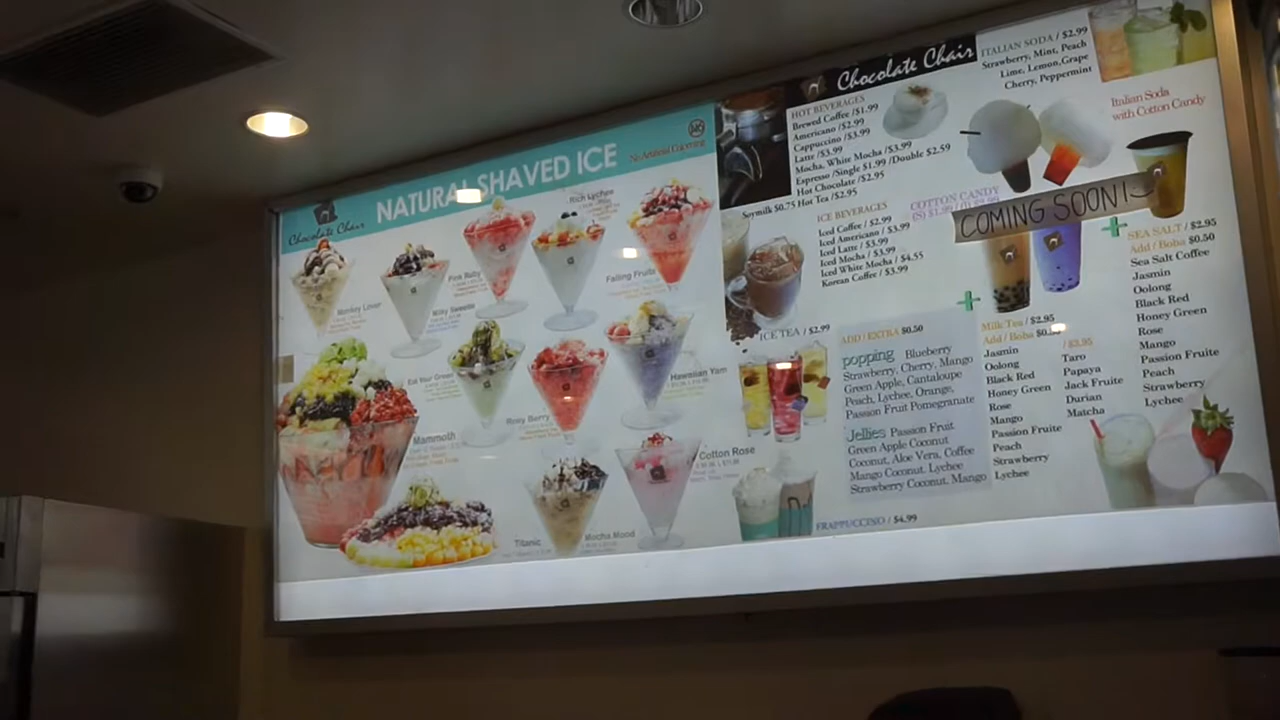 NATURAL SHAVED ICE
No Artificial Coloring
Chocolate Chair
Monkey Lover
Milky Sweetie
Pink Ruby
Rich Lychee
Falling Fruits
Eat Your Green
Rosy Berry
Hawaiian Yam
Mammoth
Titanic
Mocha Mood
Cotton Rose
Chocolate Chair
HOT BEVERAGES
Brewed Coffee /$1.99
Americano /$2.99
Cappuccino /$3.99
Latte /$3.99
Mocha, White Mocha /$3.99
Espresso /Single $1.99 /Double $2.59
Hot Chocolate /$2.95
Soymilk $0.75 Hot Tea /$2.95
ICE BEVERAGES
Iced Coffee / $2.99
Iced Americano / $3.99
Iced Latte / $3.99
Iced Mocha / $3.99
Iced White Mocha / $4.55
Korean Coffee / $3.99
ICE TEA / $2.99
ADD / EXTRA $0.50
popping Blueberry
Strawberry, Cherry, Mango
Green Apple, Cantaloupe
Peach, Lychee, Orange,
Passion Fruit Pomegranate
Jellies Passion Fruit
Green Apple Coconut
Coconut, Aloe Vera, Coffee
Mango Coconut, Lychee
Strawberry Coconut, Mango
FRAPPUCCINO / $4.99
ITALIAN SODA / $2.99
Strawberry, Mint, Peach
Lime, Lemon, Grape
Cherry, Peppermint
Italian Soda
with Cotton Candy
COTTON CANDY
COMING SOON!
Milk Tea / $2.95
Add / Boba $0.50
Jasmin
Oolong
Black Red
Honey Green
Rose
Mango
Passion Fruite
Peach
Strawberry
Lychee
/ $3.95
Taro
Papaya
Jack Fruite
Durian
Matcha
SEA SALT / $2.95
Add / Boba $0.50
Sea Salt Coffee
Jasmin
Oolong
Black Red
Honey Green
Rose
Mango
Passion Fruite
Peach
Strawberry
Lychee